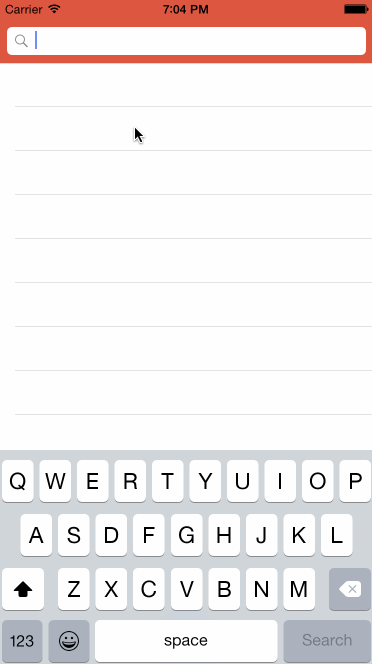 Carrier 7:04 PM
Q W E R T Y U I O P
A S D F G H J K L
Z X C V B N M
123 space Search